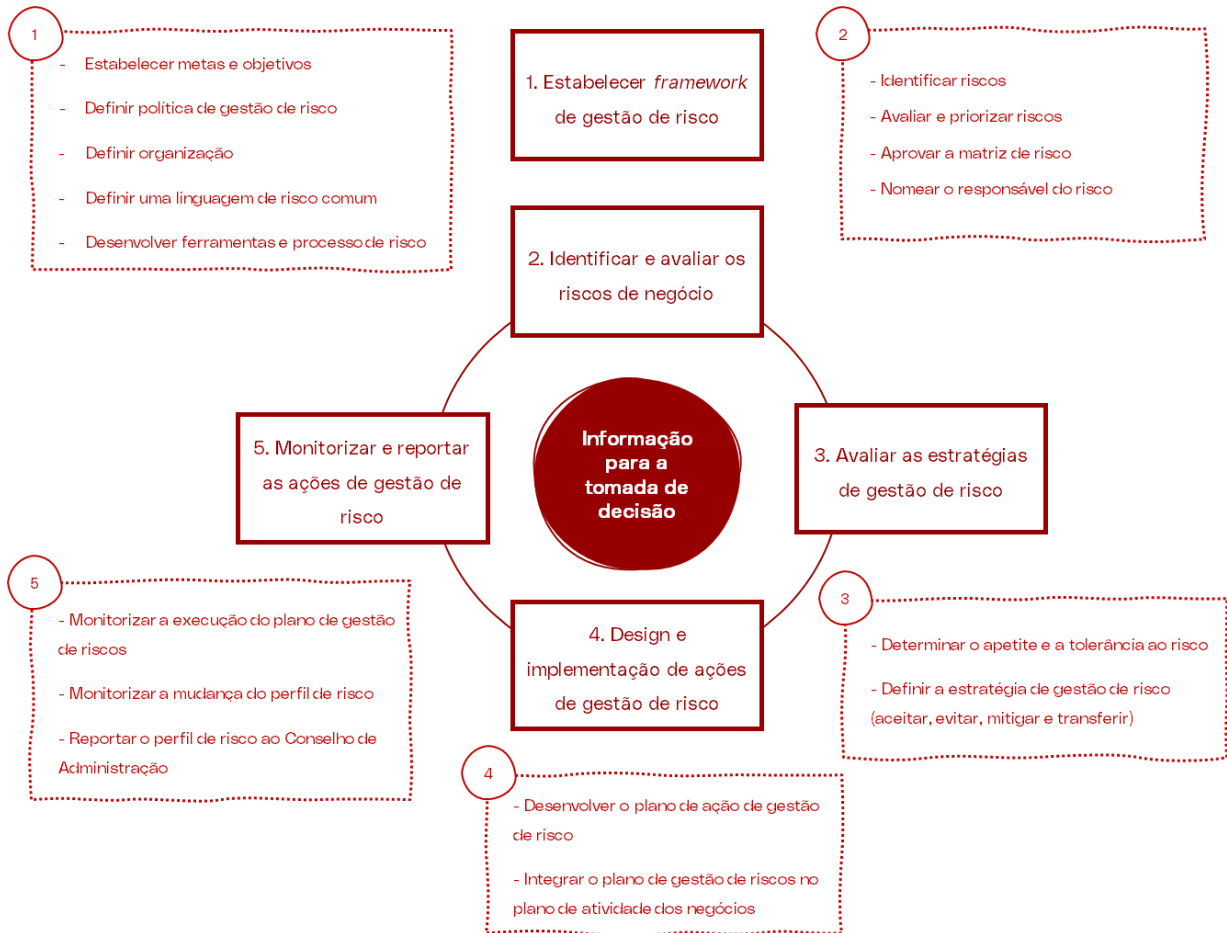 1
- Estabelecer metas e objetivos
- Definir política de gestão de risco
- Definir organização
- Definir uma linguagem de risco comum
- Desenvolver ferramentas e processo de risco
1. Estabelecer framework
de gestão de risco
2
- Identificar riscos
- Avaliar e priorizar riscos
- Aprovar a matriz de risco
- Nomear o responsável do risco
2. Identificar e avaliar os
riscos de negócio
5. Monitorizar e reportar
as ações de gestão de
risco
Informação
para a
tomada de
decisão
3. Avaliar as estratégias
de gestão de risco
5
- Monitorizar a execução do plano de gestão
de riscos
- Monitorizar a mudança do perfil de risco
- Reportar o perfil de risco ao Conselho de
Administração
4. Design e
implementação de ações
de gestão de risco
3
- Determinar o apetite e a tolerância ao risco
- Definir a estratégia de gestão de risco
(aceitar, evitar, mitigar e transferir)
4
- Desenvolver o plano de ação de gestão
de risco
- Integrar o plano de gestão de riscos no
plano de atividade dos negócios